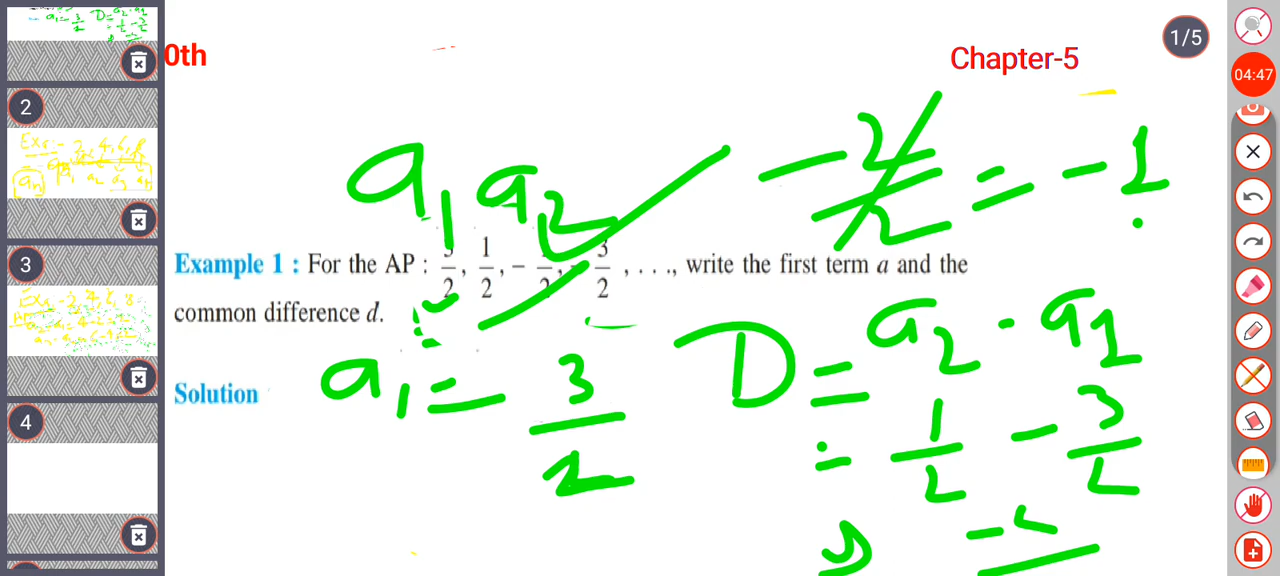 0th
Chapter-5
1/5
04:47
a₁ a₂
-2/2 = -1
Example 1 : For the AP : 3/2, 1/2, -1/2, -3/2, . . ., write the first term a and the
common difference d.
Solution
a₁ = 3/2
D = a₂ - a₁
= 1/2 - 3/2
2
3
4